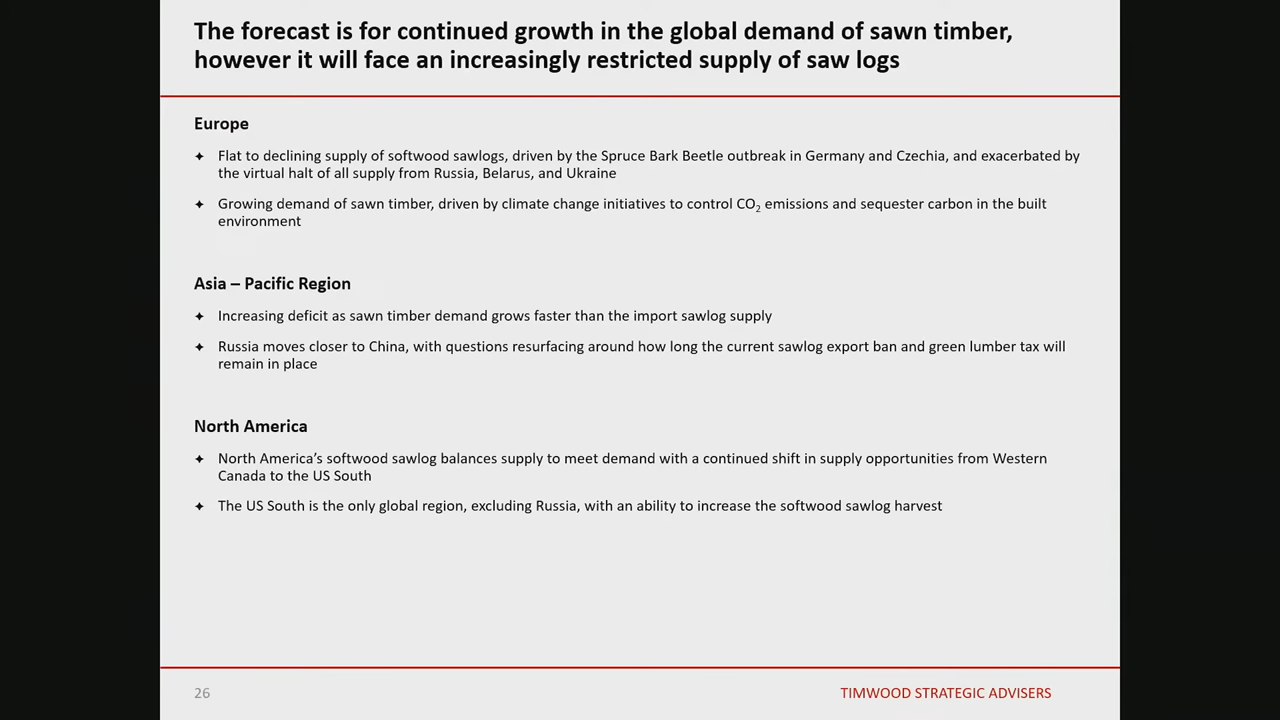 The forecast is for continued growth in the global demand of sawn timber,
however it will face an increasingly restricted supply of saw logs
Europe
✦ Flat to declining supply of softwood sawlogs, driven by the Spruce Bark Beetle outbreak in Germany and Czechia, and exacerbated by
the virtual halt of all supply from Russia, Belarus, and Ukraine
✦ Growing demand of sawn timber, driven by climate change initiatives to control CO₂ emissions and sequester carbon in the built
environment
Asia – Pacific Region
✦ Increasing deficit as sawn timber demand grows faster than the import sawlog supply
✦ Russia moves closer to China, with questions resurfacing around how long the current sawlog export ban and green lumber tax will
remain in place
North America
✦ North America’s softwood sawlog balances supply to meet demand with a continued shift in supply opportunities from Western
Canada to the US South
✦ The US South is the only global region, excluding Russia, with an ability to increase the softwood sawlog harvest
26
TIMWOOD STRATEGIC ADVISERS